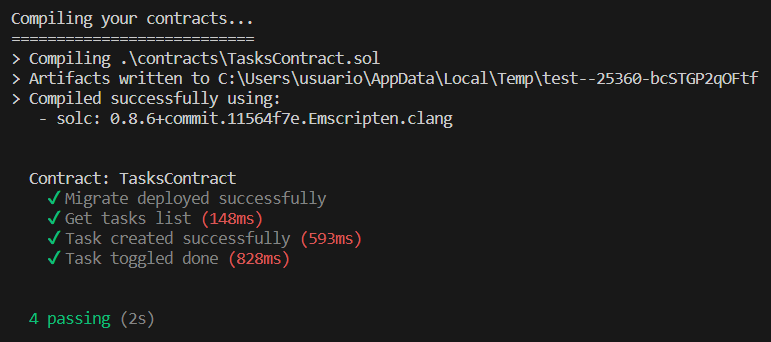 Compiling your contracts...
===========================
> Compiling .\contracts\TasksContract.sol
> Artifacts written to C:\Users\usuario\AppData\Local\Temp\test--25360-bcSTGP2qOFtf
> Compiled successfully using:
   - solc: 0.8.6+commit.11564f7e.Emscripten.clang
  Contract: TasksContract
    ✓ Migrate deployed successfully
    ✓ Get tasks list (148ms)
    ✓ Task created successfully (593ms)
    ✓ Task toggled done (828ms)
  4 passing (2s)